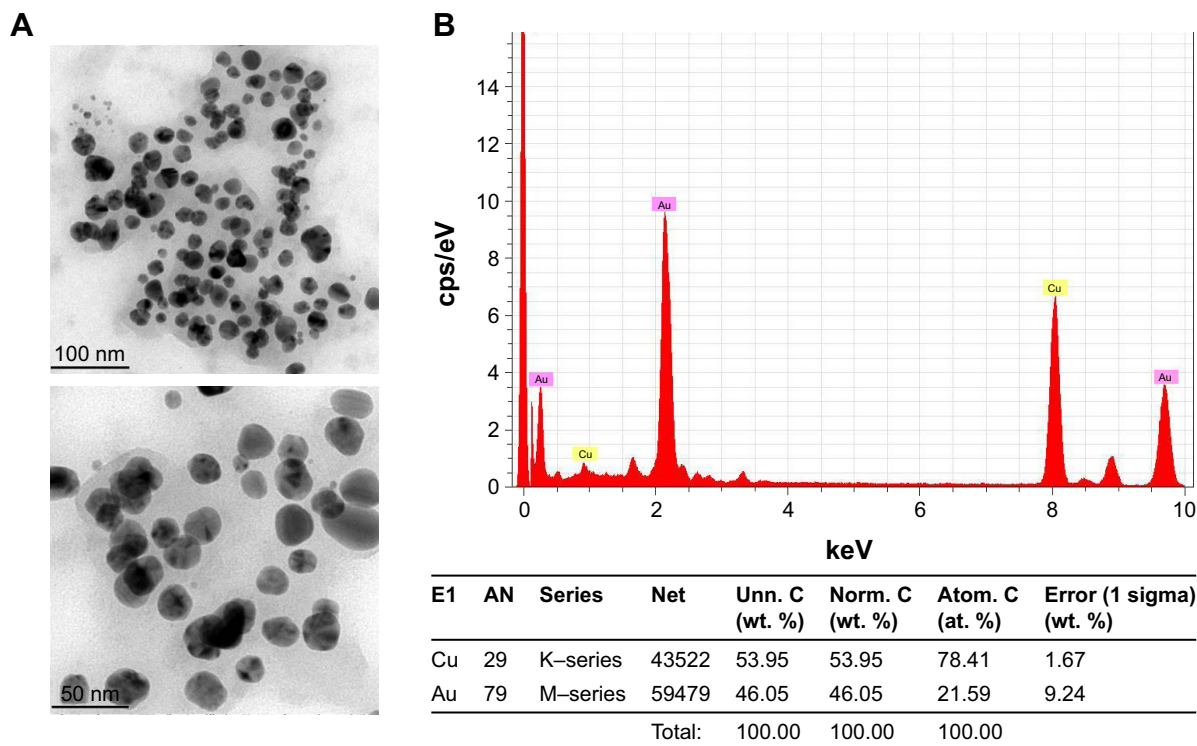 A
100 nm
50 nm
B
cps/eV
14
12
10
8
6
4
2
0
Au
Cu
Au
Cu
Au
0 2 4 6 8 10
keV
E1 AN Series Net Unn. C (wt. %) Norm. C (wt. %) Atom. C (at. %) Error (1 sigma) (wt. %)
Cu 29 K–series 43522 53.95 53.95 78.41 1.67
Au 79 M–series 59479 46.05 46.05 21.59 9.24
Total: 100.00 100.00 100.00